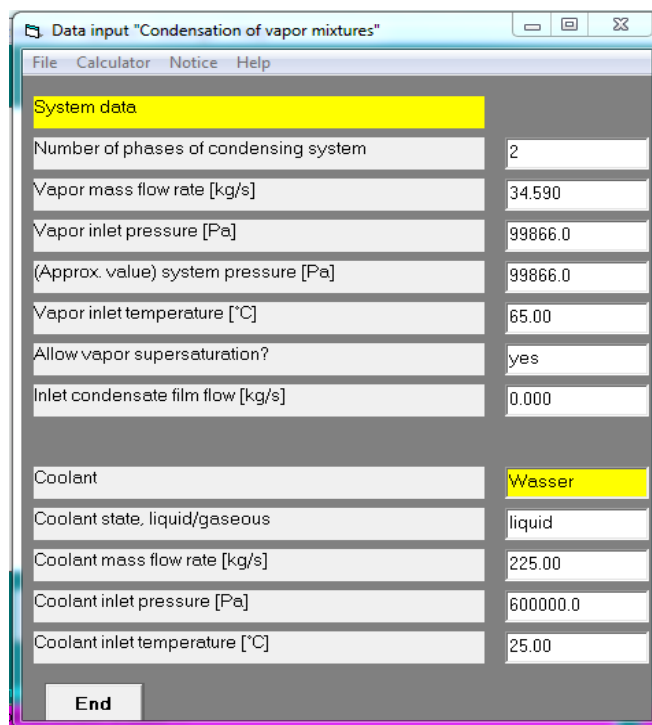 Data input "Condensation of vapor mixtures"
File Calculator Notice Help
System data
Number of phases of condensing system 2
Vapor mass flow rate [kg/s] 34.590
Vapor inlet pressure [Pa] 99866.0
(Approx. value) system pressure [Pa] 99866.0
Vapor inlet temperature [°C] 65.00
Allow vapor supersaturation? yes
Inlet condensate film flow [kg/s] 0.000
Coolant Wasser
Coolant state, liquid/gaseous liquid
Coolant mass flow rate [kg/s] 225.00
Coolant inlet pressure [Pa] 600000.0
Coolant inlet temperature [°C] 25.00
End